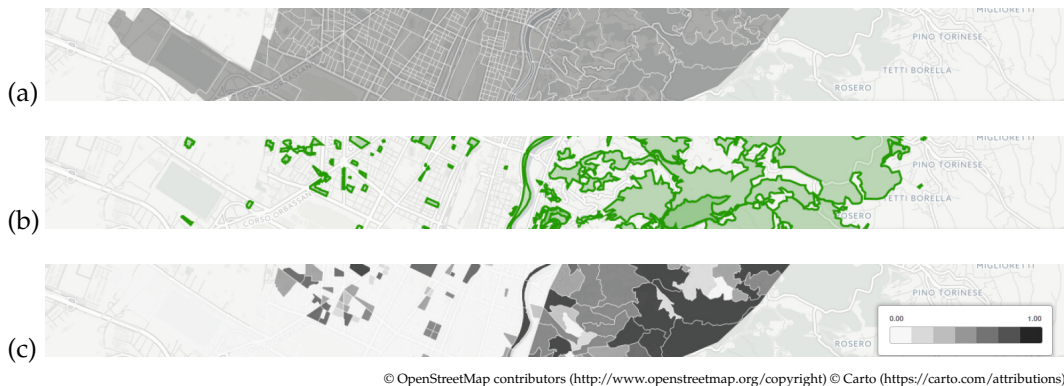 MIGLIORETTI
PINO TORINESE
TETTI BORELLA
ROSERO
(a)
MIGLIORETTI
PINO TORINESE
TETTI BORELLA
CORSO ORBASSANO
ROSERO
(b)
MIGLIORETTI
PINO TORINESE
0.00 1.00
ROSERO
(c)
© OpenStreetMap contributors (http://www.openstreetmap.org/copyright) © Carto (https://carto.com/attributions)